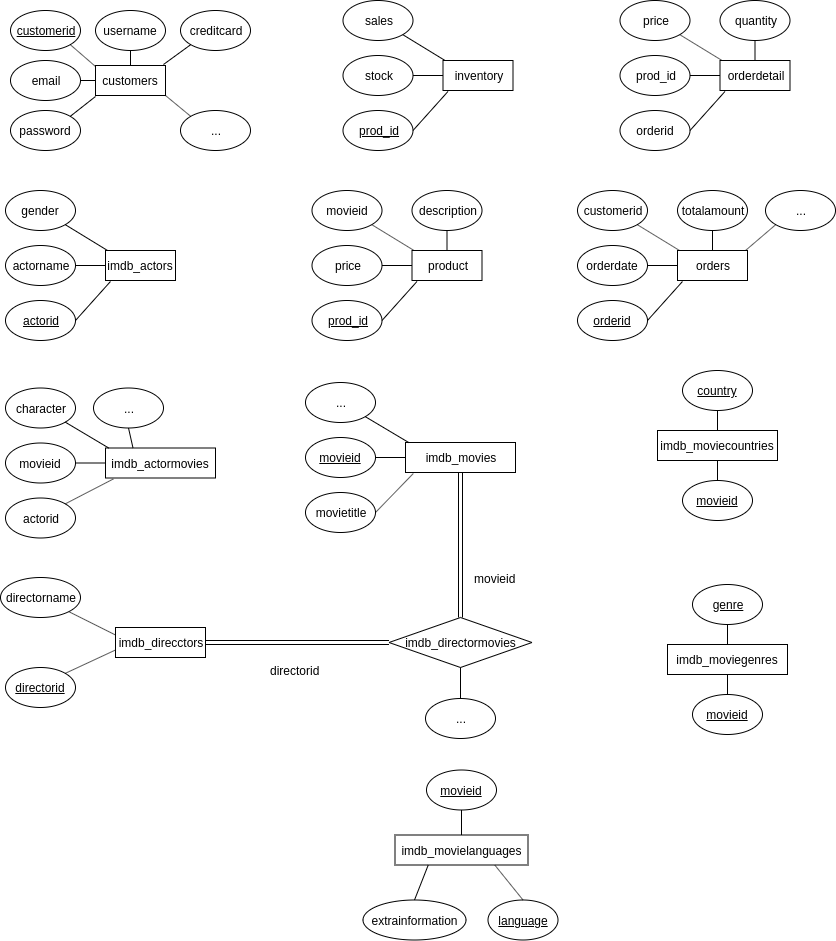 customerid
username
creditcard
email
customers
password
...
sales
stock
inventory
prod_id
price
quantity
prod_id
orderdetail
orderid
gender
actorname
imdb_actors
actorid
movieid
description
price
product
prod_id
customerid
totalamount
...
orderdate
orders
orderid
character
...
movieid
imdb_actormovies
actorid
...
movieid
imdb_movies
movietitle
country
imdb_moviecountries
movieid
movieid
directorname
imdb_direcctors
directorid
directorid
imdb_directormovies
...
genre
imdb_moviegenres
movieid
movieid
imdb_movielanguages
extrainformation
language